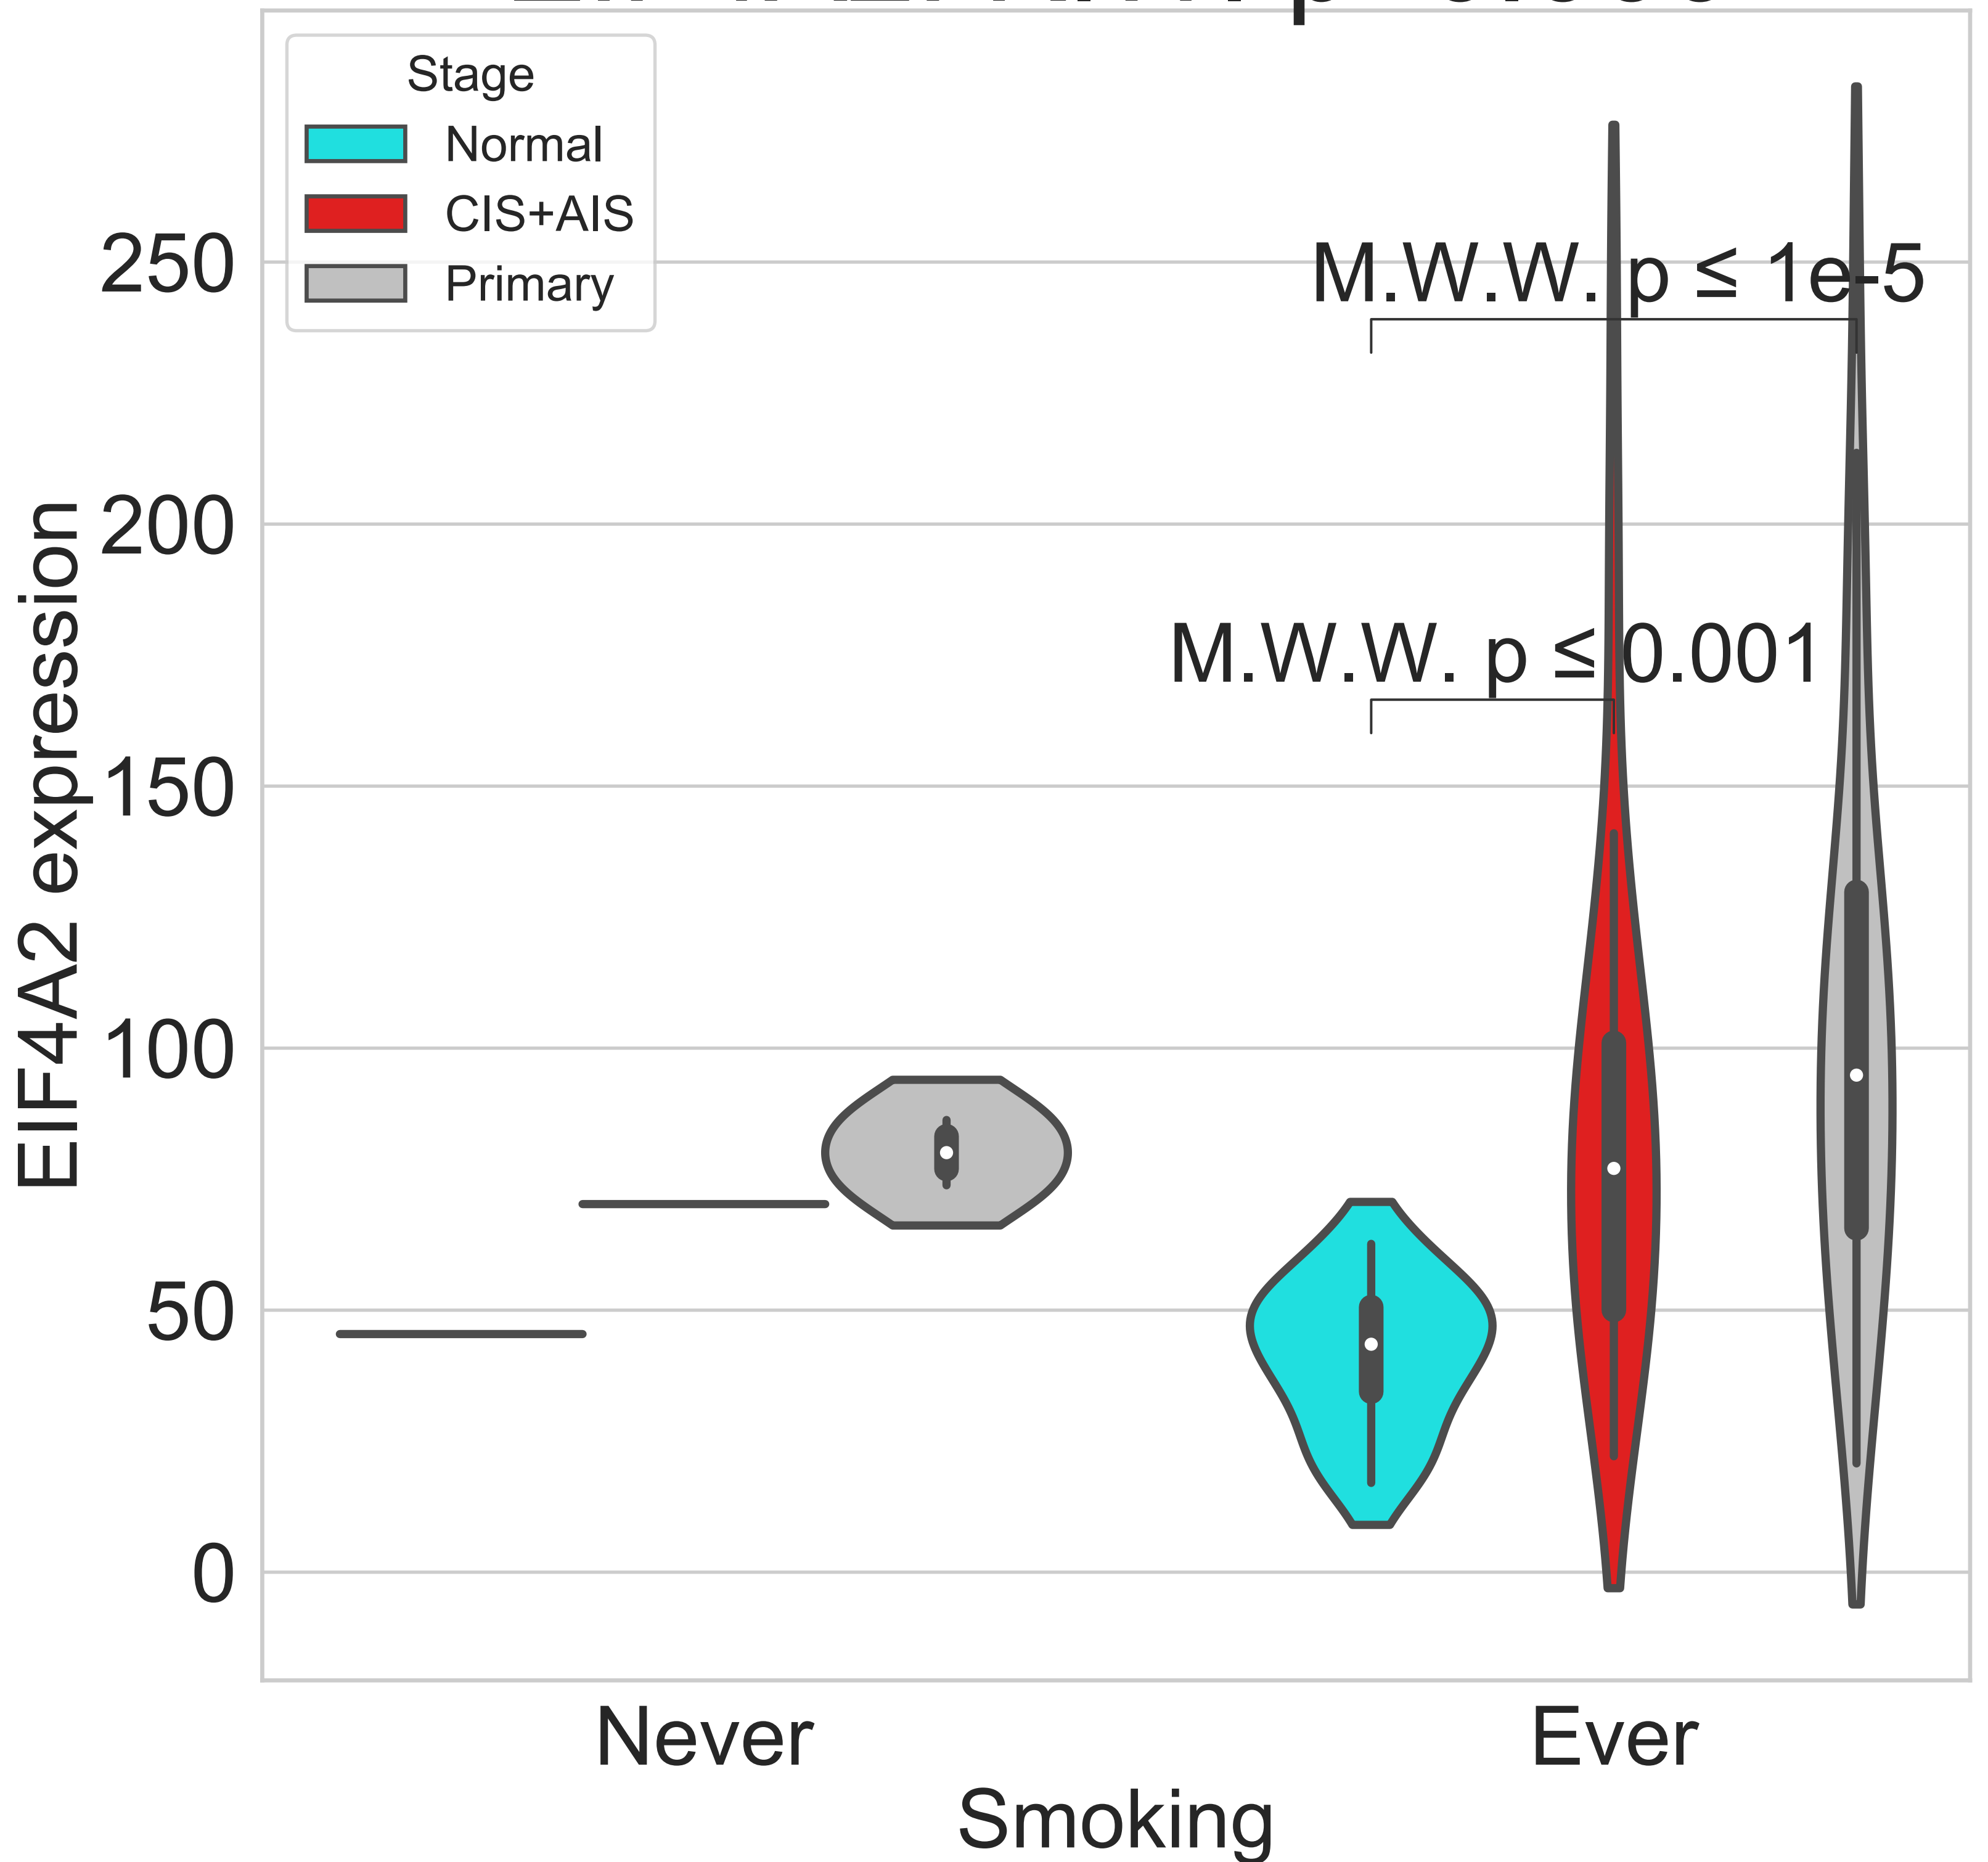 Stage
Normal
CIS+AIS
Primary
M.W.W. p ≤ 1e-5
M.W.W. p ≤ 0.001
250
200
150
100
50
0
EIF4A2 expression
Never
Ever
Smoking